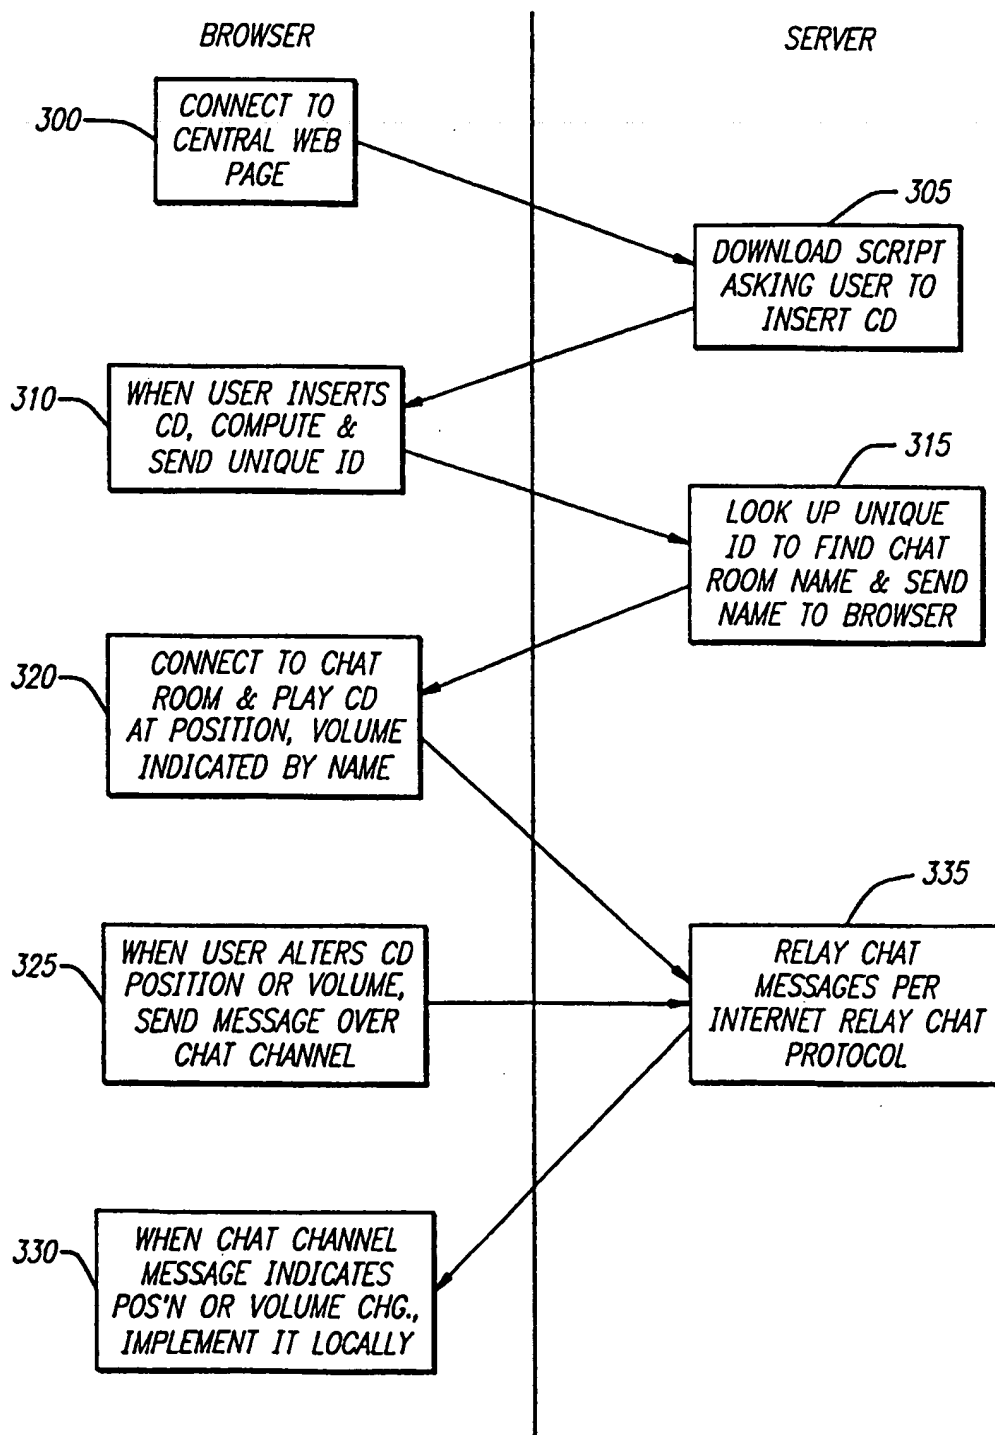 BROWSER
SERVER
300
CONNECT TO
CENTRAL WEB
PAGE
305
DOWNLOAD SCRIPT
ASKING USER TO
INSERT CD
310
WHEN USER INSERTS
CD, COMPUTE &
SEND UNIQUE ID
315
LOOK UP UNIQUE
ID TO FIND CHAT
ROOM NAME & SEND
NAME TO BROWSER
320
CONNECT TO CHAT
ROOM & PLAY CD
AT POSITION, VOLUME
INDICATED BY NAME
325
WHEN USER ALTERS CD
POSITION OR VOLUME,
SEND MESSAGE OVER
CHAT CHANNEL
335
RELAY CHAT
MESSAGES PER
INTERNET RELAY CHAT
PROTOCOL
330
WHEN CHAT CHANNEL
MESSAGE INDICATES
POS'N OR VOLUME CHG.,
IMPLEMENT IT LOCALLY